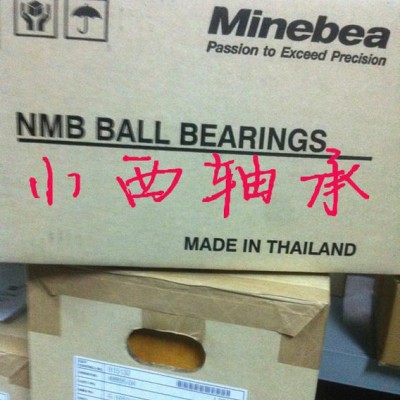 Minebea
Passion to Exceed Precision
NMB BALL BEARINGS
小西轴承
MADE IN THAILAND